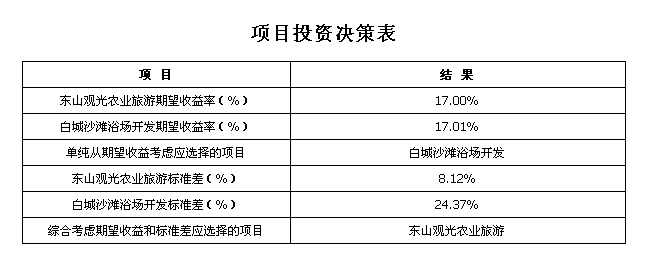 项目投资决策表
项 目 结 果
东山观光农业旅游期望收益率(%) 17.00%
白城沙滩浴场开发期望收益率(%) 17.01%
单纯从期望收益考虑应选择的项目 白城沙滩浴场开发
东山观光农业旅游标准差(%) 8.12%
白城沙滩浴场开发标准差(%) 24.37%
综合考虑期望收益和标准差应选择的项目 东山观光农业旅游